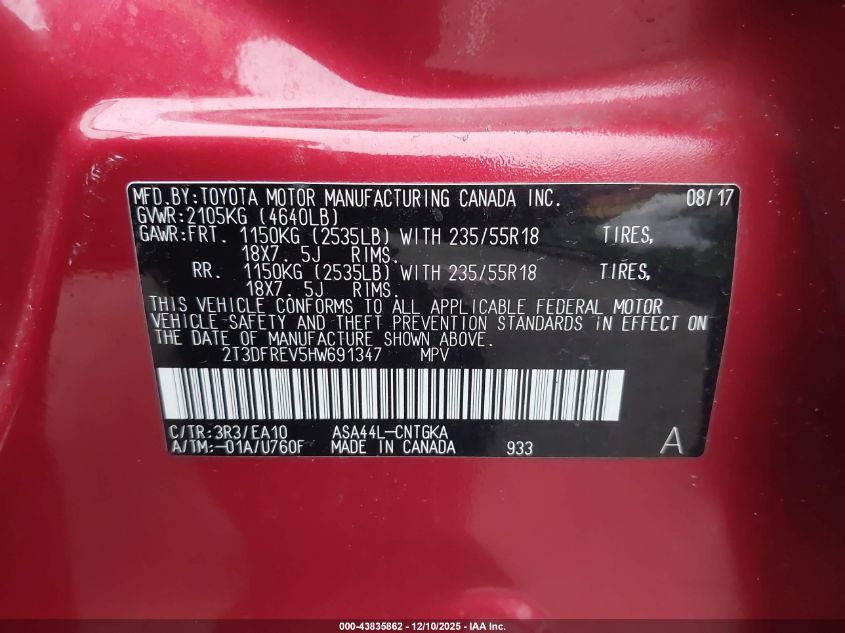 MFD.BY:TOYOTA MOTOR MANUFACTURING CANADA INC. 08/17
GVWR:2105KG (4640LB)
GAWR:FRT. 1150KG (2535LB) WITH 235/55R18 TIRES,
18X7. 5J RIMS.
RR. 1150KG (2535LB) WITH 235/55R18 TIRES,
18X7. 5J RIMS.
THIS VEHICLE CONFORMS TO ALL APPLICABLE FEDERAL MOTOR
VEHICLE SAFETY AND THEFT PREVENTION STANDARDS IN EFFECT ON
THE DATE OF MANUFACTURE SHOWN ABOVE.
2T3DFREV5HW691347 MPV
C/TR:3R3/EA10 ASA44L-CNTGKA
A/TM:-01A/U760F MADE IN CANADA 933 A
000-43835862 - 12/10/2025 - IAA Inc.